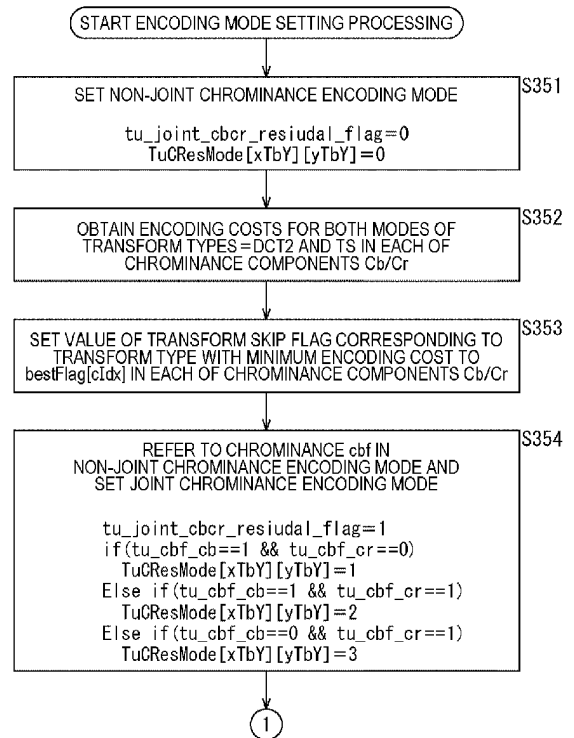 START ENCODING MODE SETTING PROCESSING
S351
SET NON-JOINT CHROMINANCE ENCODING MODE
tu_joint_cbcr_resiudal_flag=0
TuCResMode[xTbY][yTbY]=0
S352
OBTAIN ENCODING COSTS FOR BOTH MODES OF
TRANSFORM TYPES=DCT2 AND TS IN EACH OF
CHROMINANCE COMPONENTS Cb/Cr
S353
SET VALUE OF TRANSFORM SKIP FLAG CORRESPONDING TO
TRANSFORM TYPE WITH MINIMUM ENCODING COST TO
bestFlag[cIdx] IN EACH OF CHROMINANCE COMPONENTS Cb/Cr
S354
REFER TO CHROMINANCE cbf IN
NON-JOINT CHROMINANCE ENCODING MODE AND
SET JOINT CHROMINANCE ENCODING MODE
tu_joint_cbcr_resiudal_flag=1
if(tu_cbf_cb==1 && tu_cbf_cr==0)
TuCResMode[xTbY][yTbY]=1
Else if(tu_cbf_cb==1 && tu_cbf_cr==1)
TuCResMode[xTbY][yTbY]=2
Else if(tu_cbf_cb==0 && tu_cbf_cr==1)
TuCResMode[xTbY][yTbY]=3
1